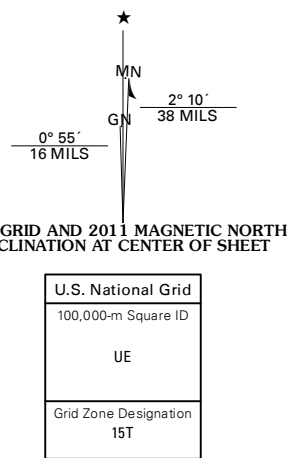 ★
MN
GN
2° 10´
38 MILS
0° 55´
16 MILS
GRID AND 2011 MAGNETIC NORTH
CLINATION AT CENTER OF SHEET
U.S. National Grid
100,000-m Square ID
UE
Grid Zone Designation
15T